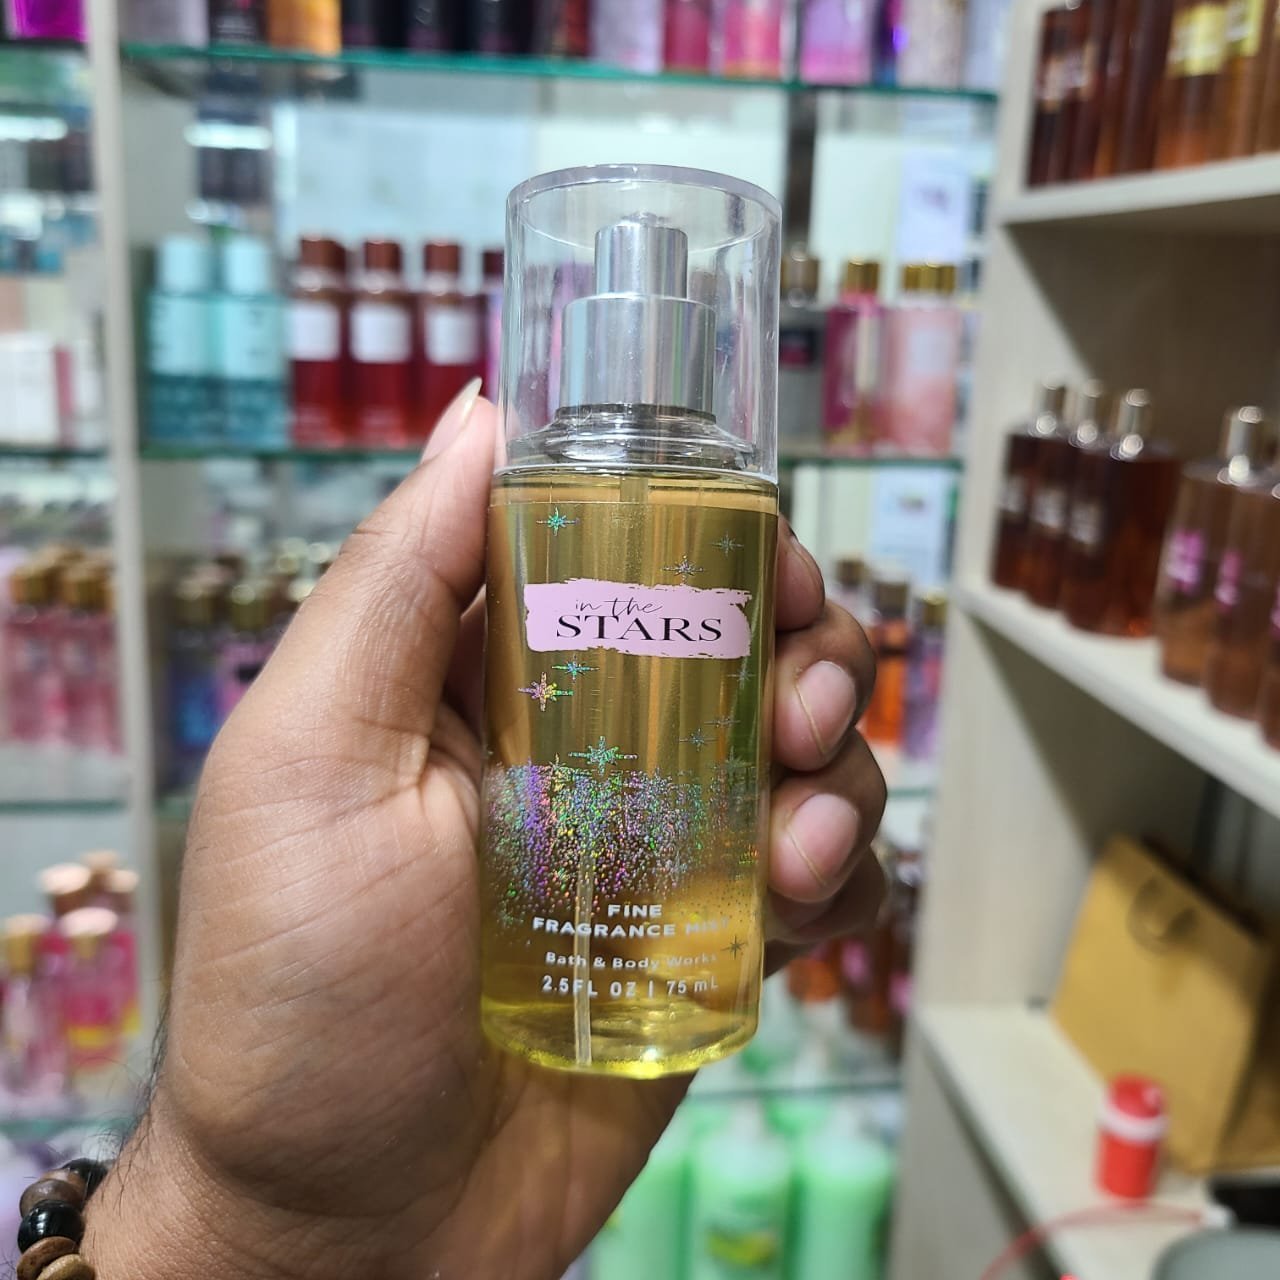 in the
STARS
FINE
FRAGRANCE MIST
Bath & Body Works
2.5FL OZ | 75 mL